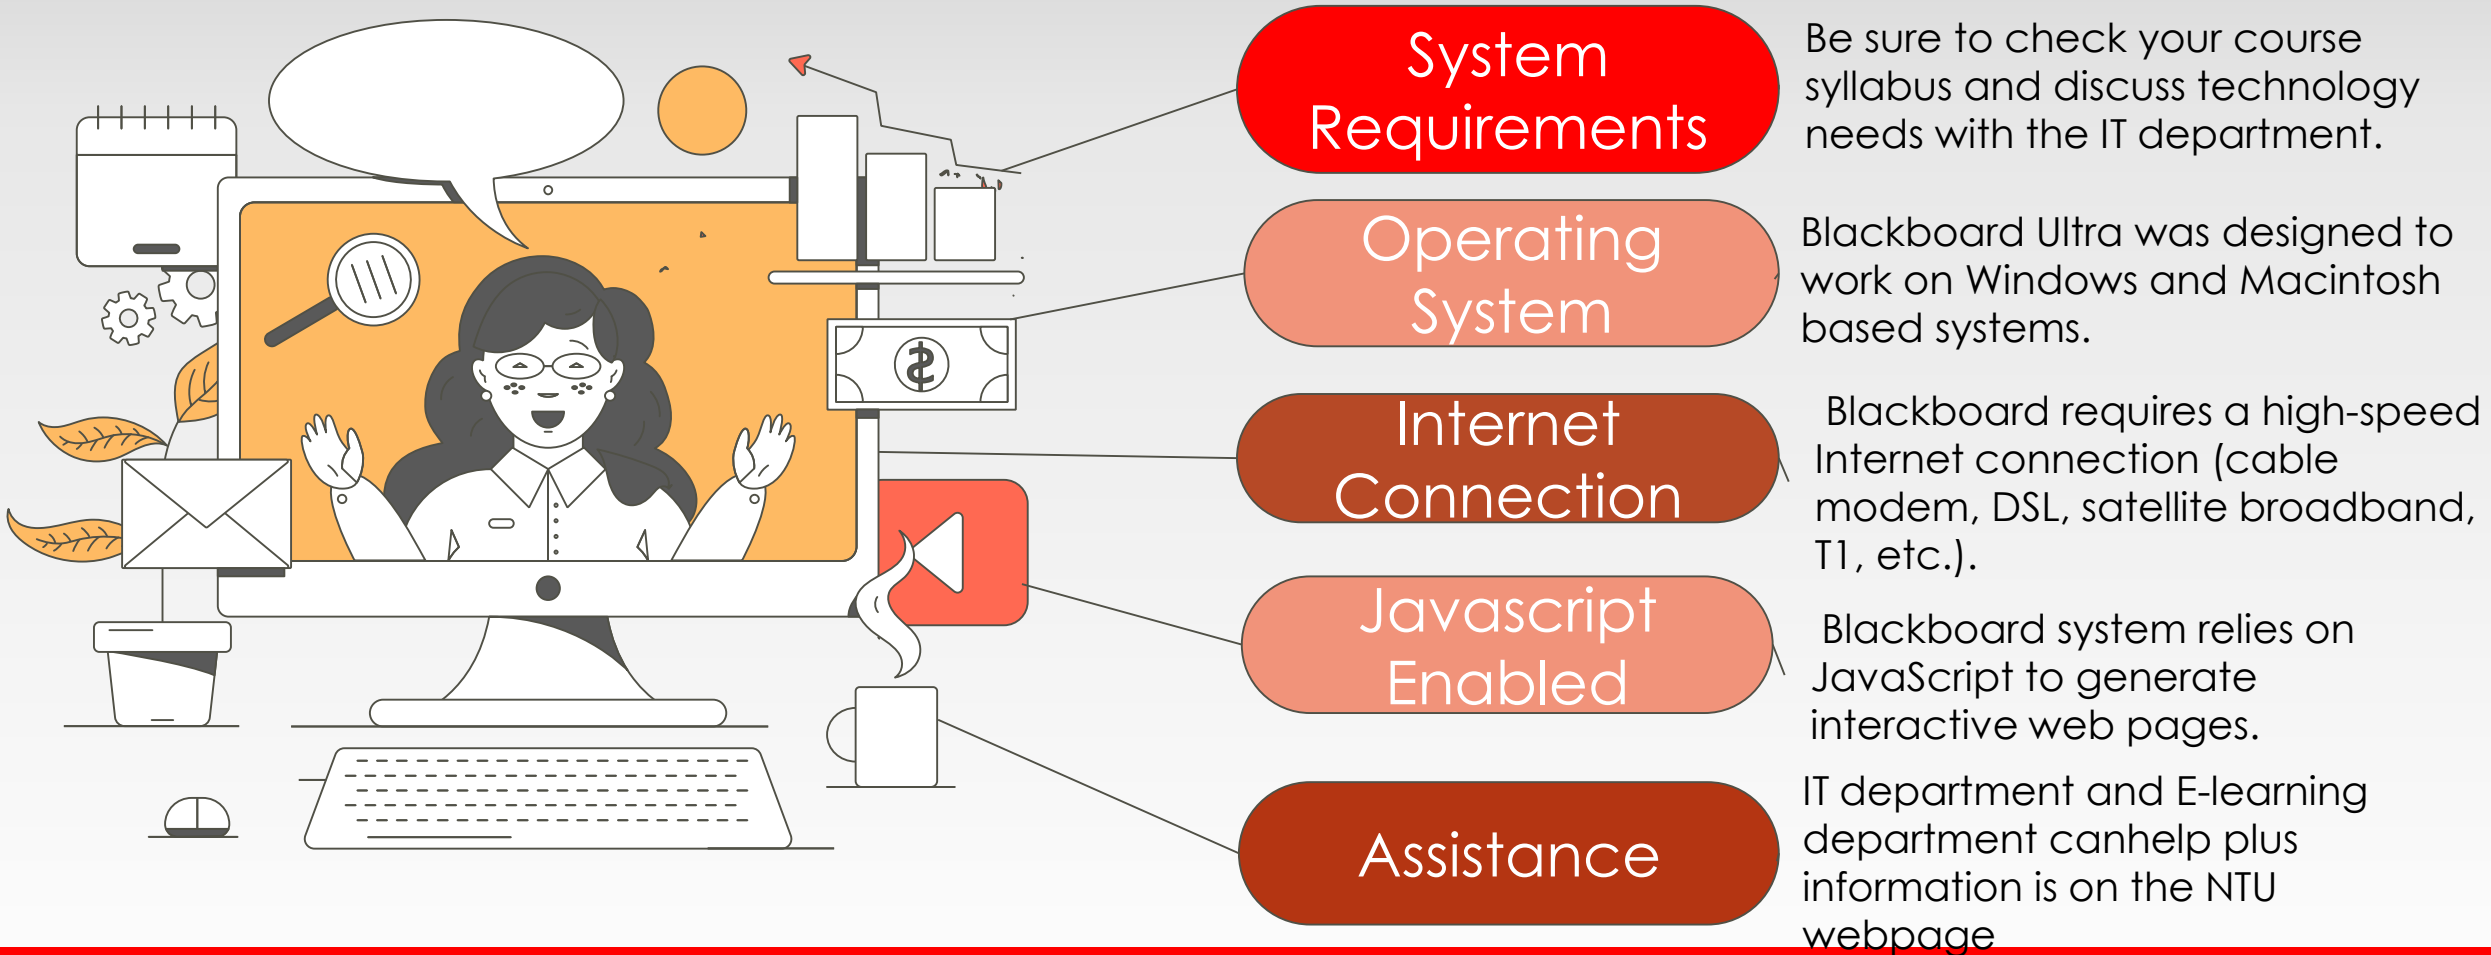 System
Requirements
Be sure to check your course
syllabus and discuss technology
needs with the IT department.
Operating
System
Blackboard Ultra was designed to
work on Windows and Macintosh
based systems.
Internet
Connection
Blackboard requires a high-speed
Internet connection (cable
modem, DSL, satellite broadband,
T1, etc.).
Javascript
Enabled
Blackboard system relies on
JavaScript to generate
interactive web pages.
Assistance
IT department and E-learning
department canhelp plus
information is on the NTU
webpage